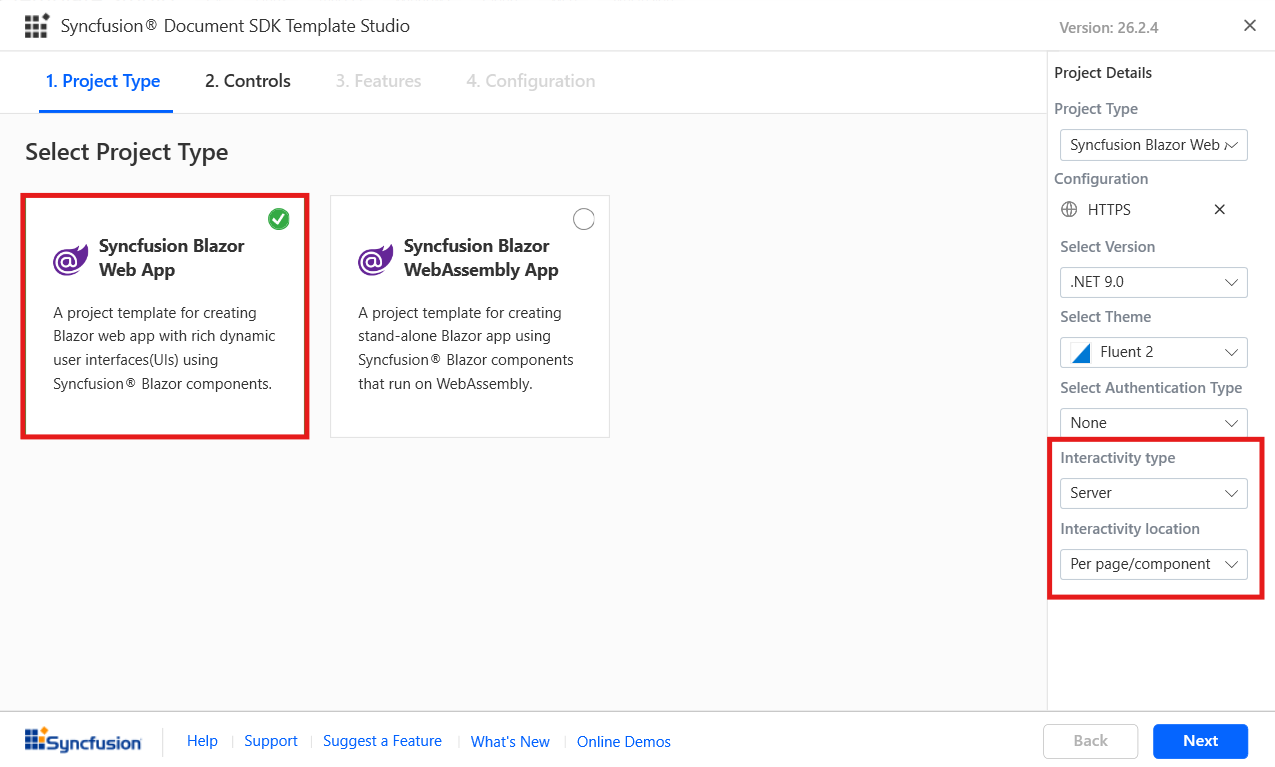 Syncfusion® Document SDK Template Studio
Version: 26.2.4
1. Project Type
2. Controls
3. Features
4. Configuration
Select Project Type
Syncfusion Blazor
Web App
A project template for creating
Blazor web app with rich dynamic
user interfaces(UIs) using
Syncfusion® Blazor components.
Syncfusion Blazor
WebAssembly App
A project template for creating
stand-alone Blazor app using
Syncfusion® Blazor components
that run on WebAssembly.
Project Details
Project Type
Syncfusion Blazor Web
Configuration
HTTPS
Select Version
.NET 9.0
Select Theme
Fluent 2
Select Authentication Type
None
Interactivity type
Server
Interactivity location
Per page/component
Syncfusion
Help
Support
Suggest a Feature
What's New
Online Demos
Back
Next